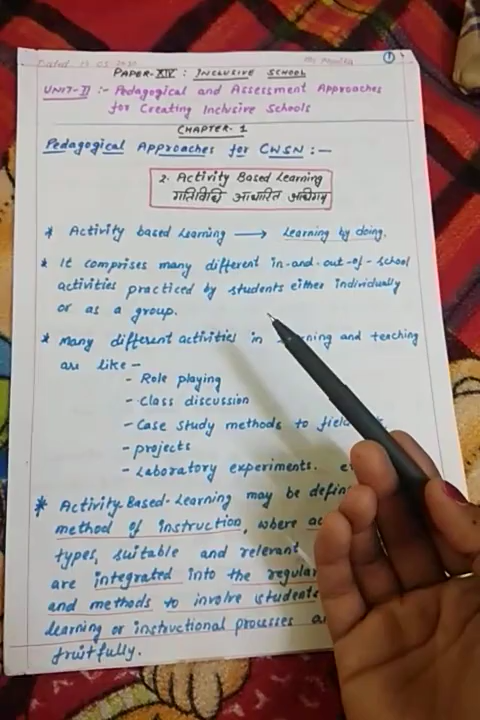 PAPER-XIV : INCLUSIVE SCHOOL
UNIT-II :- Pedagogical and Assessment Approaches
for Creating Inclusive Schools
CHAPTER-1
Pedagogical Approaches for CWSN :-
2. Activity Based Learning
गतिविधि आधारित अधिगम
* Activity based learning → Learning by doing.
* It comprises many different in-and-out-of-school
activities practiced by students either individually
or as a group.
* Many different activities in and teaching
are like -
- Role playing
- Class discussion
- Case study methods to
- projects
- Laboratory experiments.
* Activity-Based-Learning may be
method of instruction, where
types, suitable and relevant
are integrated into the regular
and methods to involve students
learning or instructional processes
fruitfully.